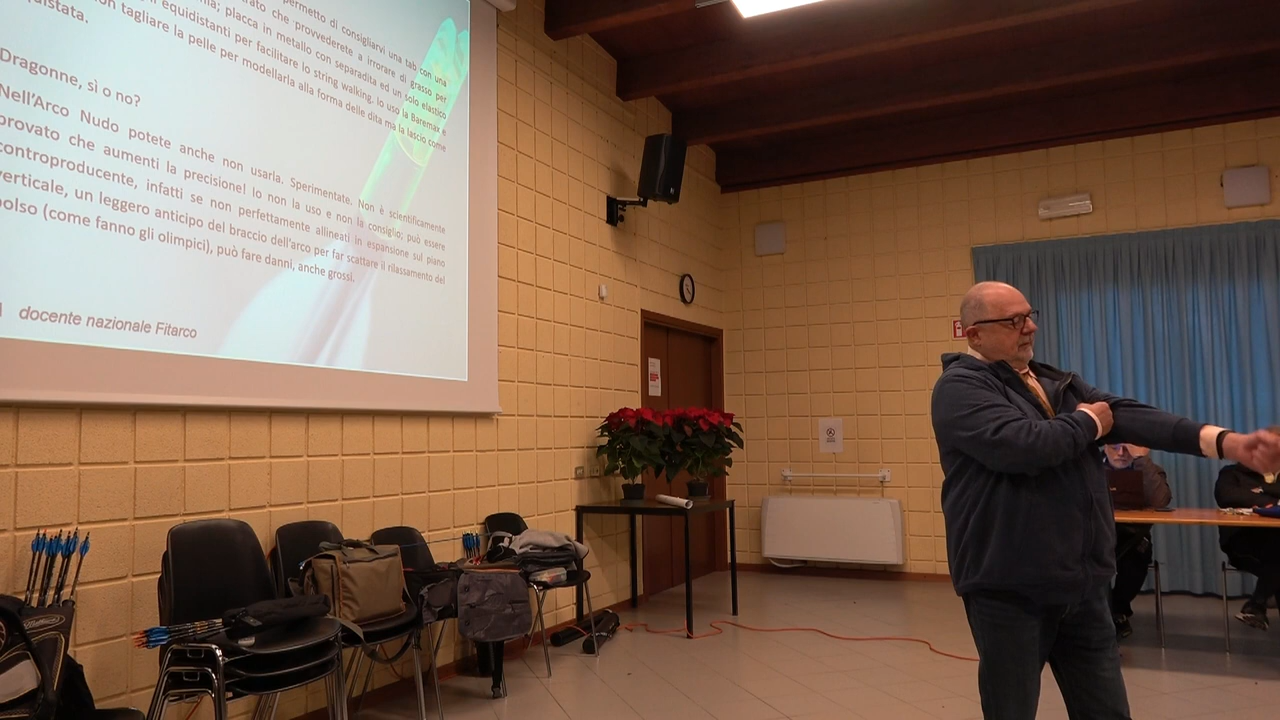 permetto di consigliarvi una tab con una
che provvederete a irrorare di grasso per
placca in metallo con separadita ed un solo elastico
equidistanti per facilitare lo string walking. Io uso la Baremax e
non tagliare la pelle per modellarla alla forma delle dita ma la lascio come
Dragonne, sì o no?
Nell'Arco Nudo potete anche non usarla. Sperimentate. Non è scientificamente
provato che aumenti la precisione! Io non la uso e non la consiglio; può essere
controproducente, infatti se non perfettamente allineati in espansione sul piano
verticale, un leggero anticipo del braccio dell'arco per far scattare il rilassamento del
polso (come fanno gli olimpici), può fare danni, anche grossi.
docente nazionale Fitarco